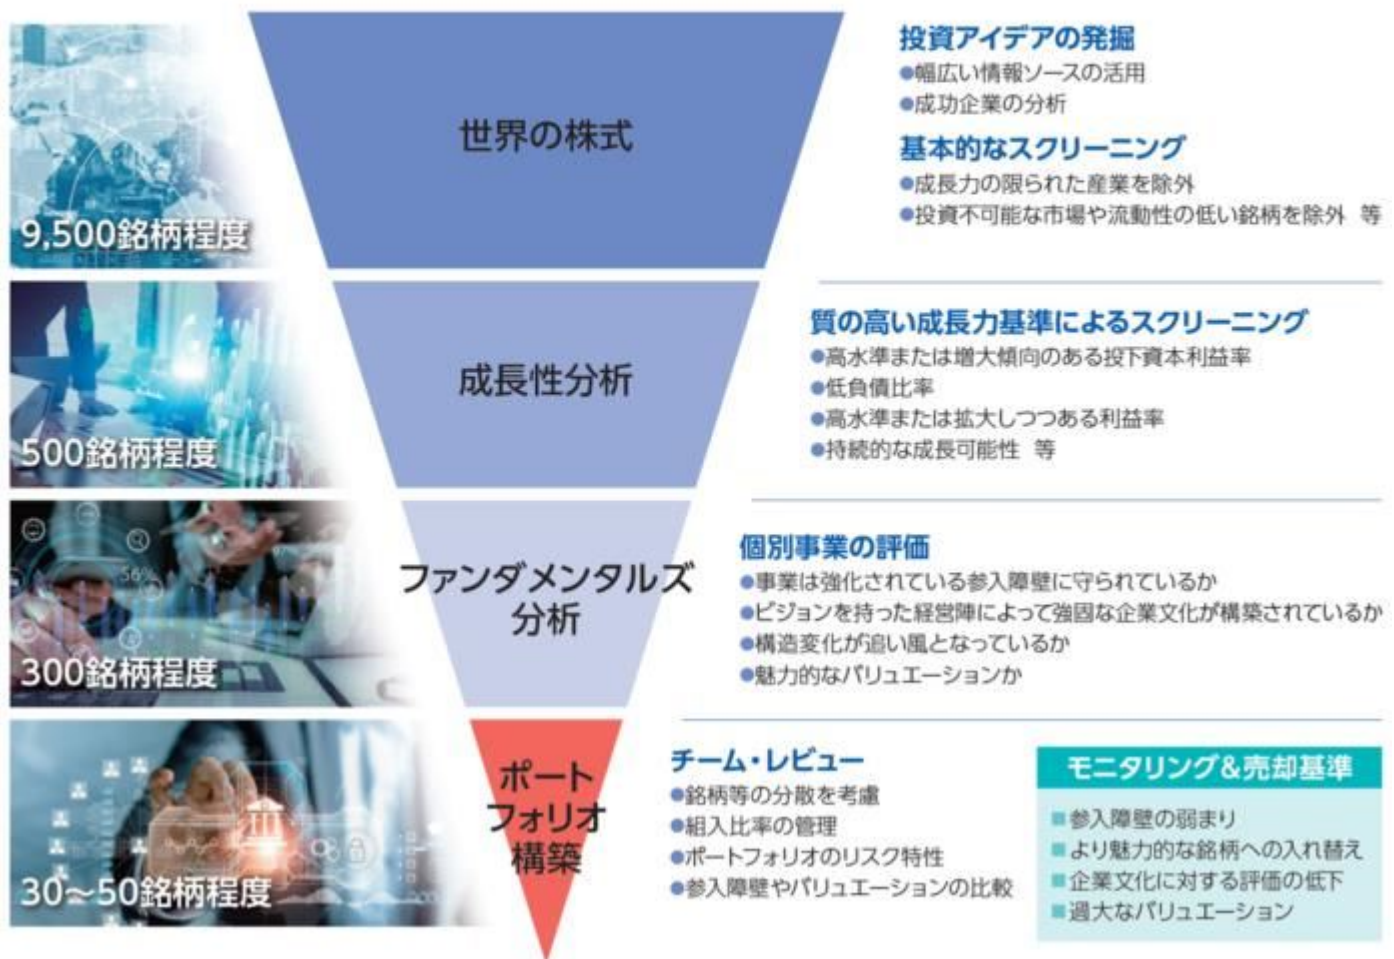 世界の株式
9,500銘柄程度
投資アイデアの発掘
●幅広い情報ソースの活用
●成功企業の分析
基本的なスクリーニング
●成長力の限られた産業を除外
●投資不可能な市場や流動性の低い銘柄を除外 等
成長性分析
500銘柄程度
質の高い成長力基準によるスクリーニング
●高水準または増大傾向のある投下資本利益率
●低負債比率
●高水準または拡大しつつある利益率
●持続的な成長可能性 等
ファンダメンタルズ
分析
56%
300銘柄程度
個別事業の評価
●事業は強化されている参入障壁に守られているか
●ビジョンを持った経営陣によって強固な企業文化が構築されているか
●構造変化が追い風となっているか
●魅力的なバリュエーションか
ポート
フォリオ
構築
30～50銘柄程度
チーム・レビュー
●銘柄等の分散を考慮
●組入比率の管理
●ポートフォリオのリスク特性
●参入障壁やバリュエーションの比較
モニタリング&売却基準
■参入障壁の弱まり
■より魅力的な銘柄への入れ替え
■企業文化に対する評価の低下
■過大なバリュエーション